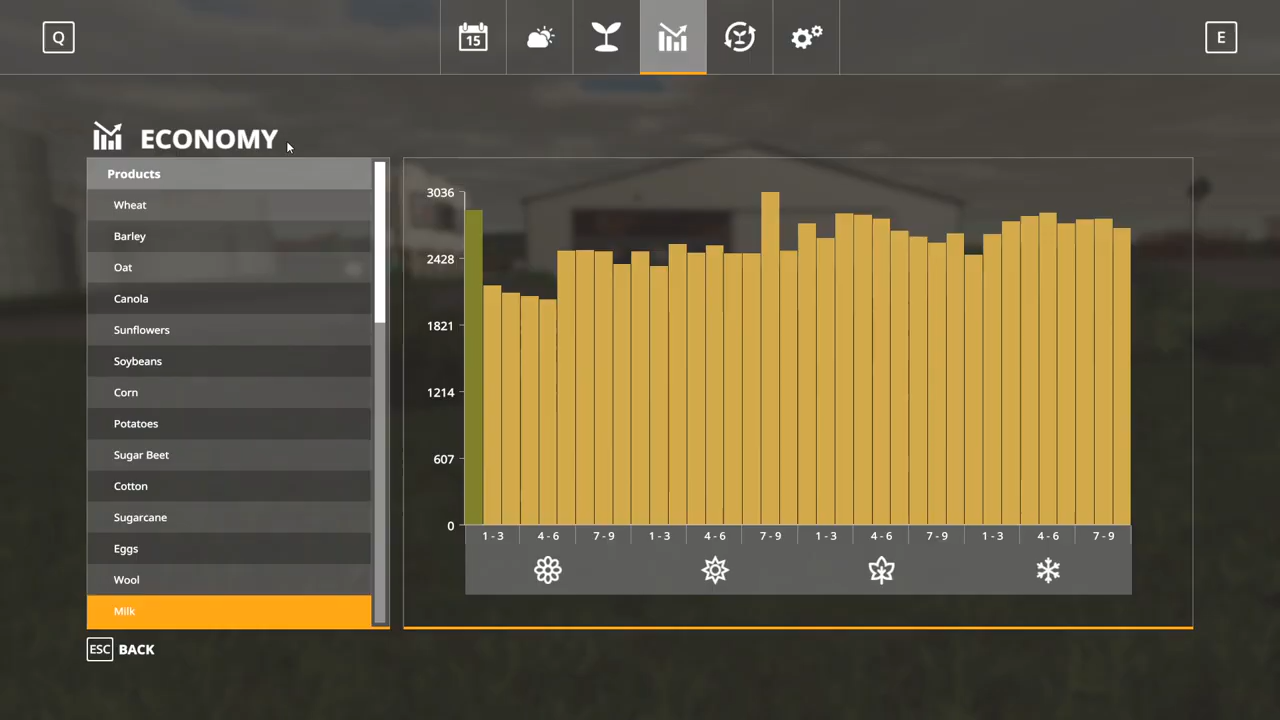 Q
15
E
ECONOMY
Products
Wheat
Barley
Oat
Canola
Sunflowers
Soybeans
Corn
Potatoes
Sugar Beet
Cotton
Sugarcane
Eggs
Wool
Milk
3036
2428
1821
1214
607
0
1 - 3 4 - 6 7 - 9 1 - 3 4 - 6 7 - 9 1 - 3 4 - 6 7 - 9 1 - 3 4 - 6 7 - 9
ESC BACK